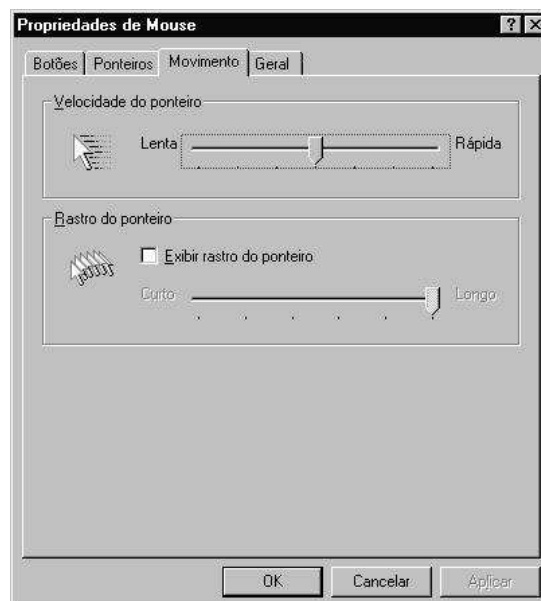 Propriedades de Mouse
Botões Ponteiros Movimento Geral
Velocidade do ponteiro
Lenta Rápida
Rastro do ponteiro
Exibir rastro do ponteiro
Curto Longo
OK Cancelar Aplicar